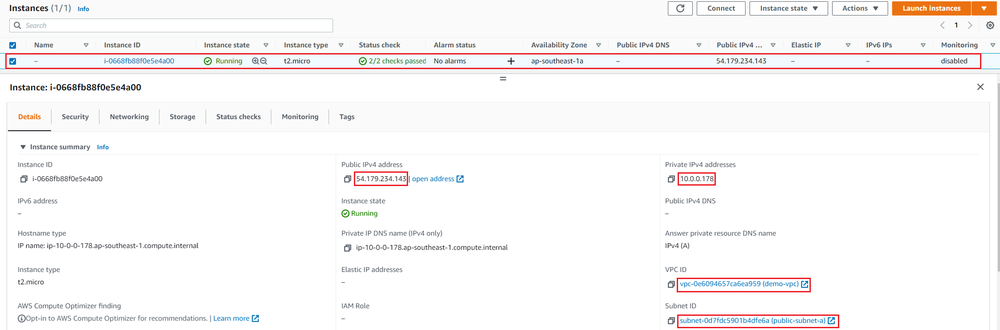 Instances (1/1) Info Connect Instance state Actions Launch instances
Search 1
Name Instance ID Instance state Instance type Status check Alarm status Availability Zone Public IPv4 DNS Public IPv4 ... Elastic IP IPv6 IPs Monitoring
– i-0668fb88f0e5e4a00 Running t2.micro 2/2 checks passed No alarms + ap-southeast-1a – 54.179.234.143 – – disabled
Instance: i-0668fb88f0e5e4a00
Details Security Networking Storage Status checks Monitoring Tags
Instance summary Info
Instance ID Public IPv4 address Private IPv4 addresses
i-0668fb88f0e5e4a00 54.179.234.143 | open address 10.0.0.178
IPv6 address Instance state Public IPv4 DNS
– Running –
Hostname type Private IP DNS name (IPv4 only) Answer private resource DNS name
IP name: ip-10-0-0-178.ap-southeast-1.compute.internal ip-10-0-0-178.ap-southeast-1.compute.internal IPv4 (A)
Instance type Elastic IP addresses VPC ID
t2.micro – vpc-0e6094657ca6ea959 (demo-vpc)
AWS Compute Optimizer finding IAM Role Subnet ID
Opt-in to AWS Compute Optimizer for recommendations. | Learn more – subnet-0d7fdc5901b4dfe6a (public-subnet-a)